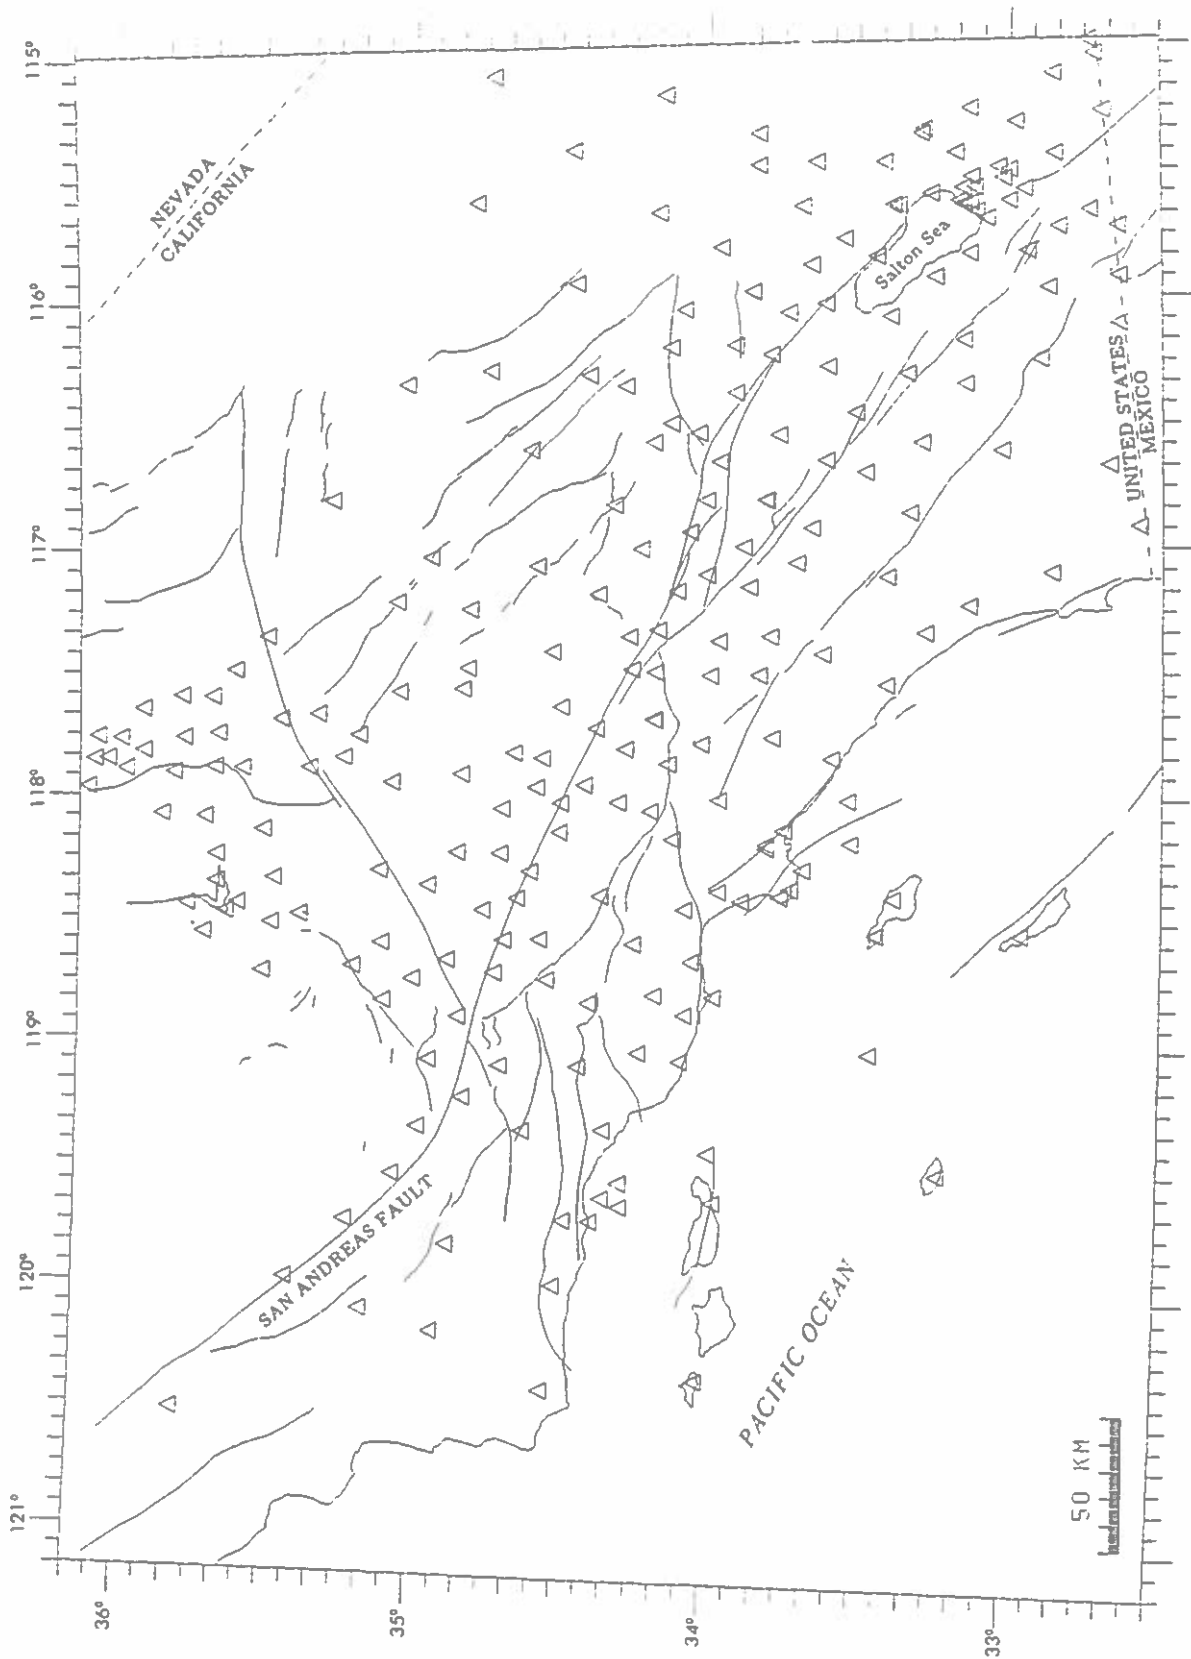 115°
116°
117°
118°
119°
120°
121°
36°
35°
34°
33°
NEVADA
CALIFORNIA
Salton Sea
UNITED STATES
MEXICO
SAN ANDREAS FAULT
PACIFIC OCEAN
50 KM